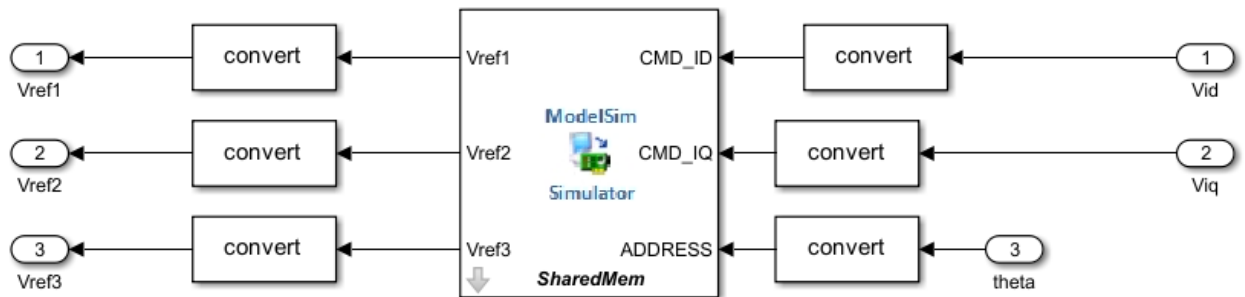 1
Vref1
convert
Vref1
CMD_ID
convert
1
Vid
ModelSim
2
Vref2
convert
Vref2
CMD_IQ
convert
2
Viq
Simulator
3
Vref3
convert
Vref3
ADDRESS
convert
3
theta
SharedMem